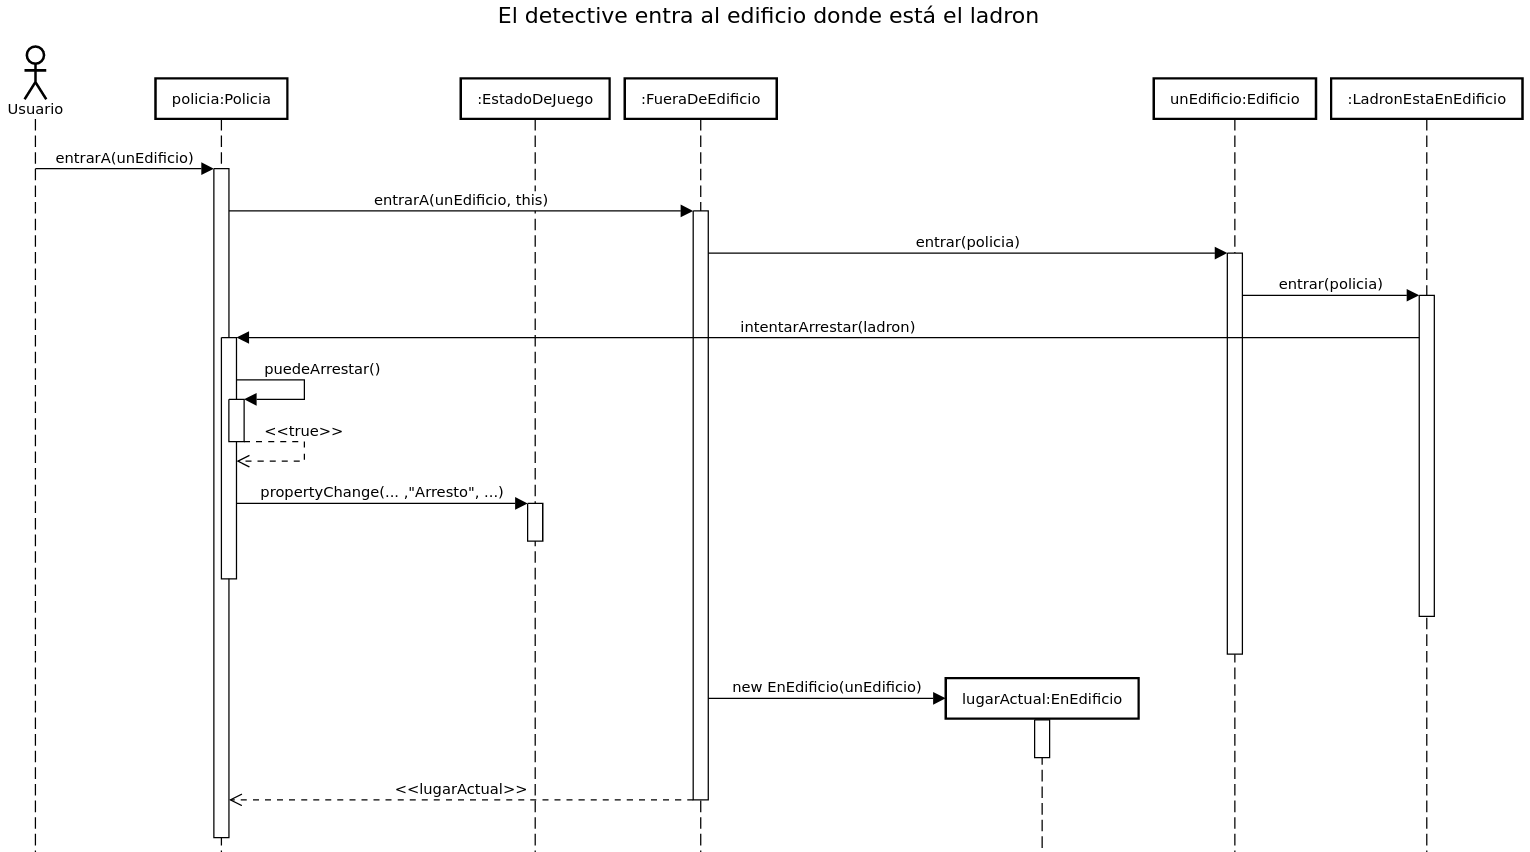 El detective entra al edificio donde está el ladron
Usuario
policia:Policia
:EstadoDeJuego
:FueraDeEdificio
unEdificio:Edificio
:LadronEstaEnEdificio
entrarA(unEdificio)
entrarA(unEdificio, this)
entrar(policia)
entrar(policia)
intentarArrestar(ladron)
puedeArrestar()
<<true>>
propertyChange(... ,"Arresto", ...)
new EnEdificio(unEdificio)
lugarActual:EnEdificio
<<lugarActual>>